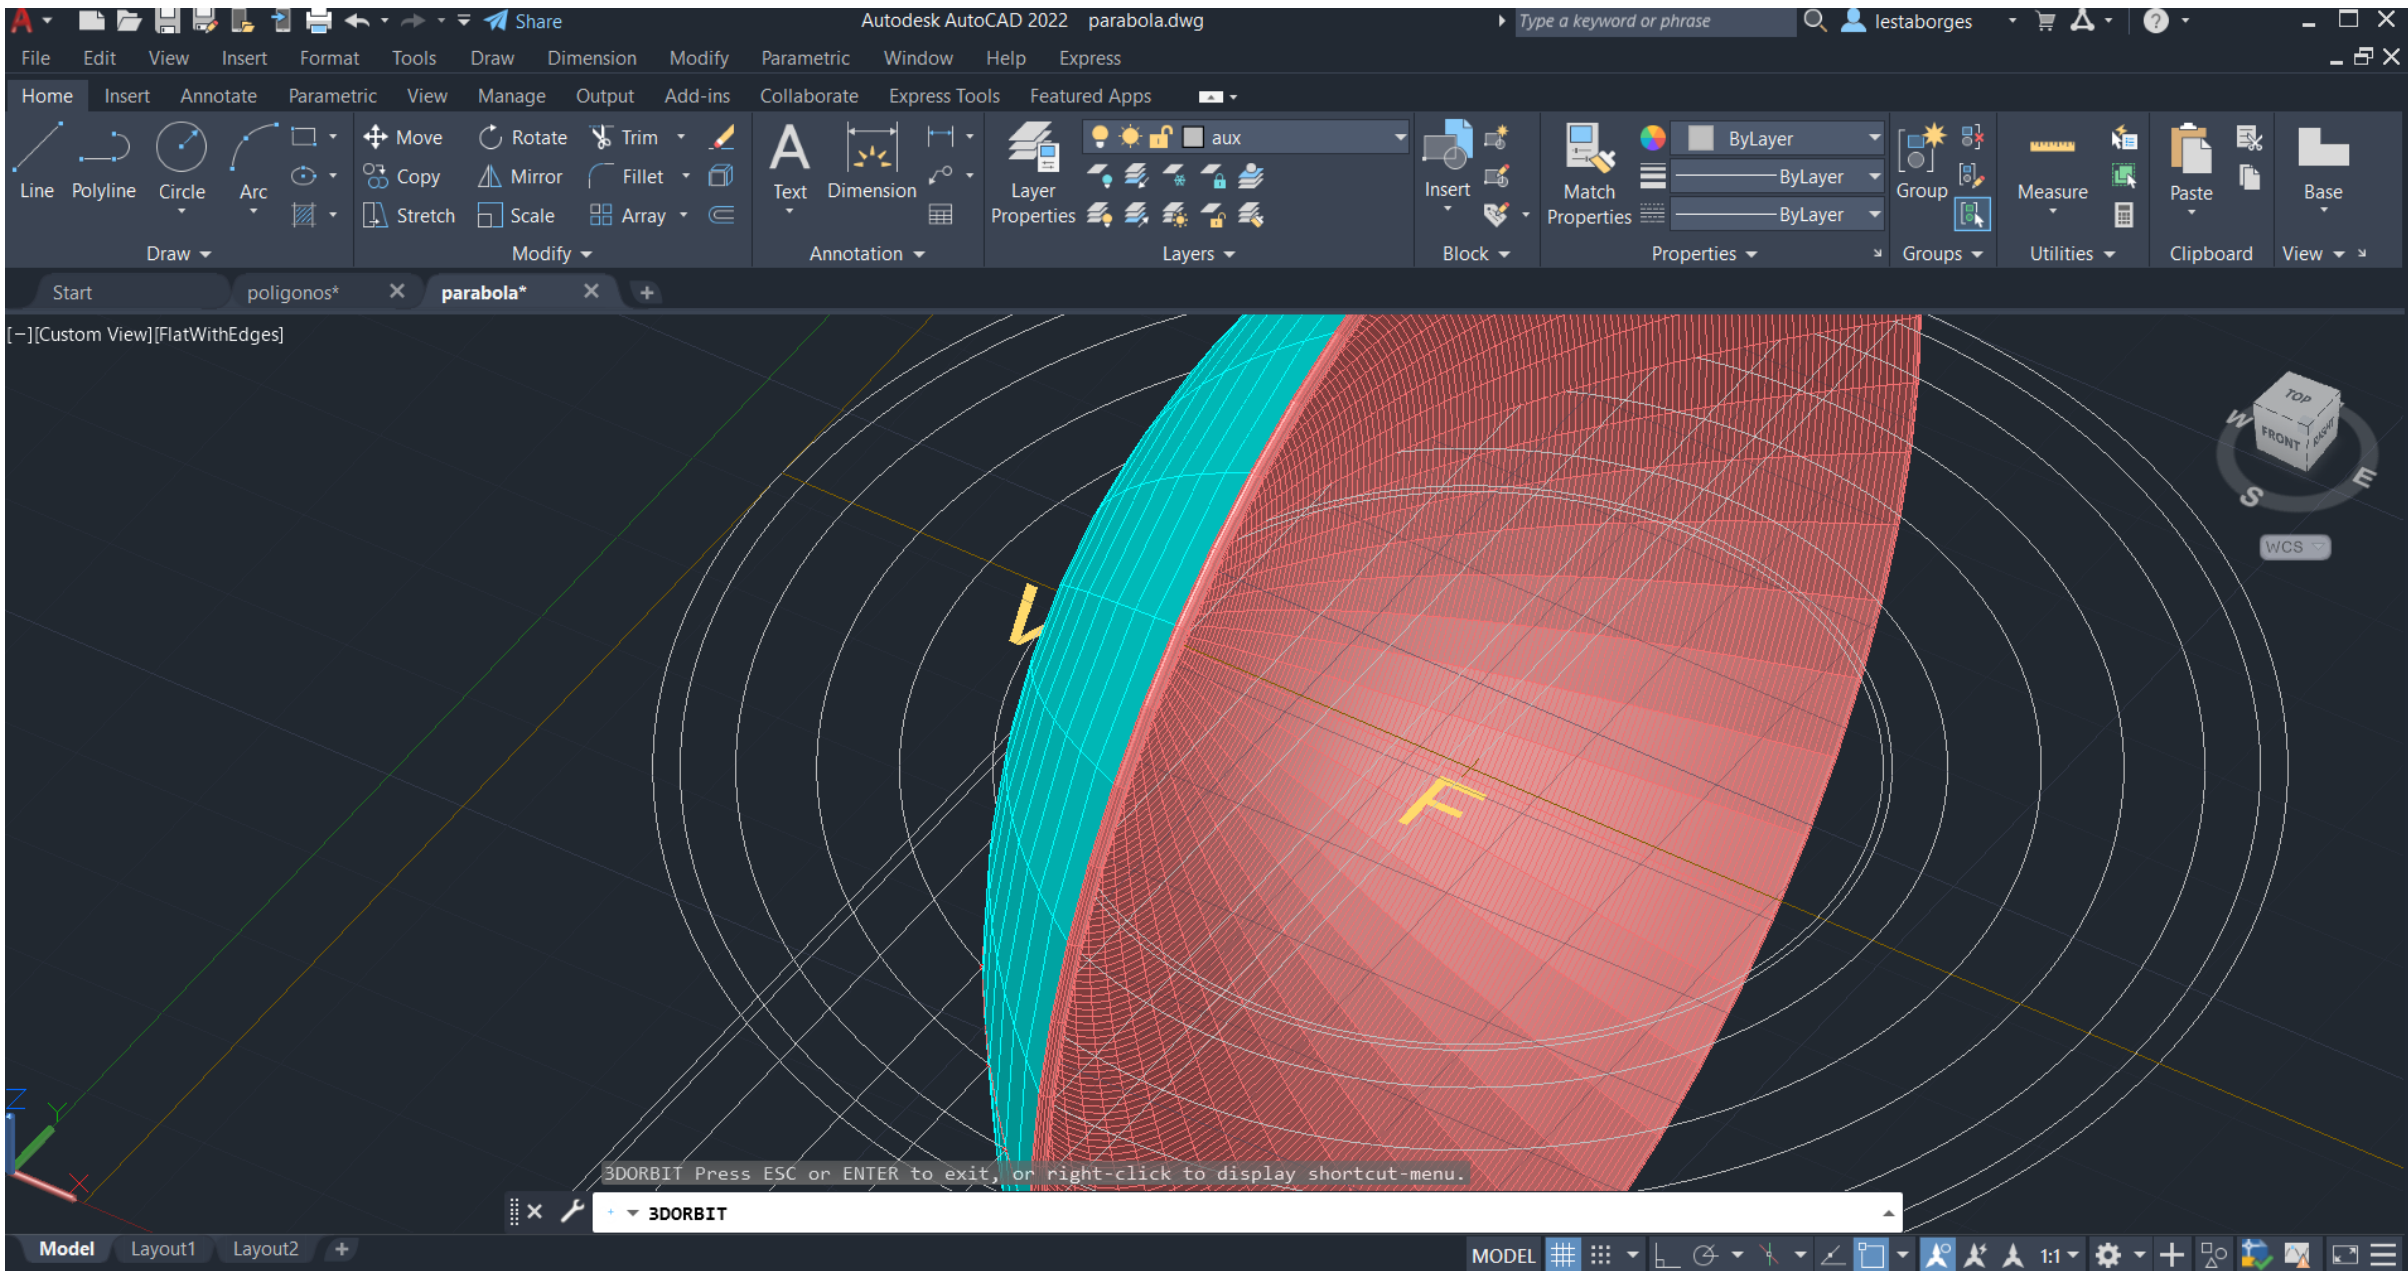 Share Autodesk AutoCAD 2022 parabola.dwg Type a keyword or phrase lestaborges
File Edit View Insert Format Tools Draw Dimension Modify Parametric Window Help Express
Home Insert Annotate Parametric View Manage Output Add-ins Collaborate Express Tools Featured Apps
Move Rotate Trim aux ByLayer
Copy Mirror Fillet ByLayer
Line Polyline Circle Arc Text Dimension Layer Properties Insert Match Properties Group Measure Paste Base
Stretch Scale Array ByLayer
Draw Modify Annotation Layers Block Properties Groups Utilities Clipboard View
Start poligonos* parabola*
[−][Custom View][FlatWithEdges]
TOP
W FRONT RIGHT
S E
WCS
V
F
Z Y
X
3DORBIT Press ESC or ENTER to exit, or right-click to display shortcut-menu.
3DORBIT
Model Layout1 Layout2 MODEL 1:1